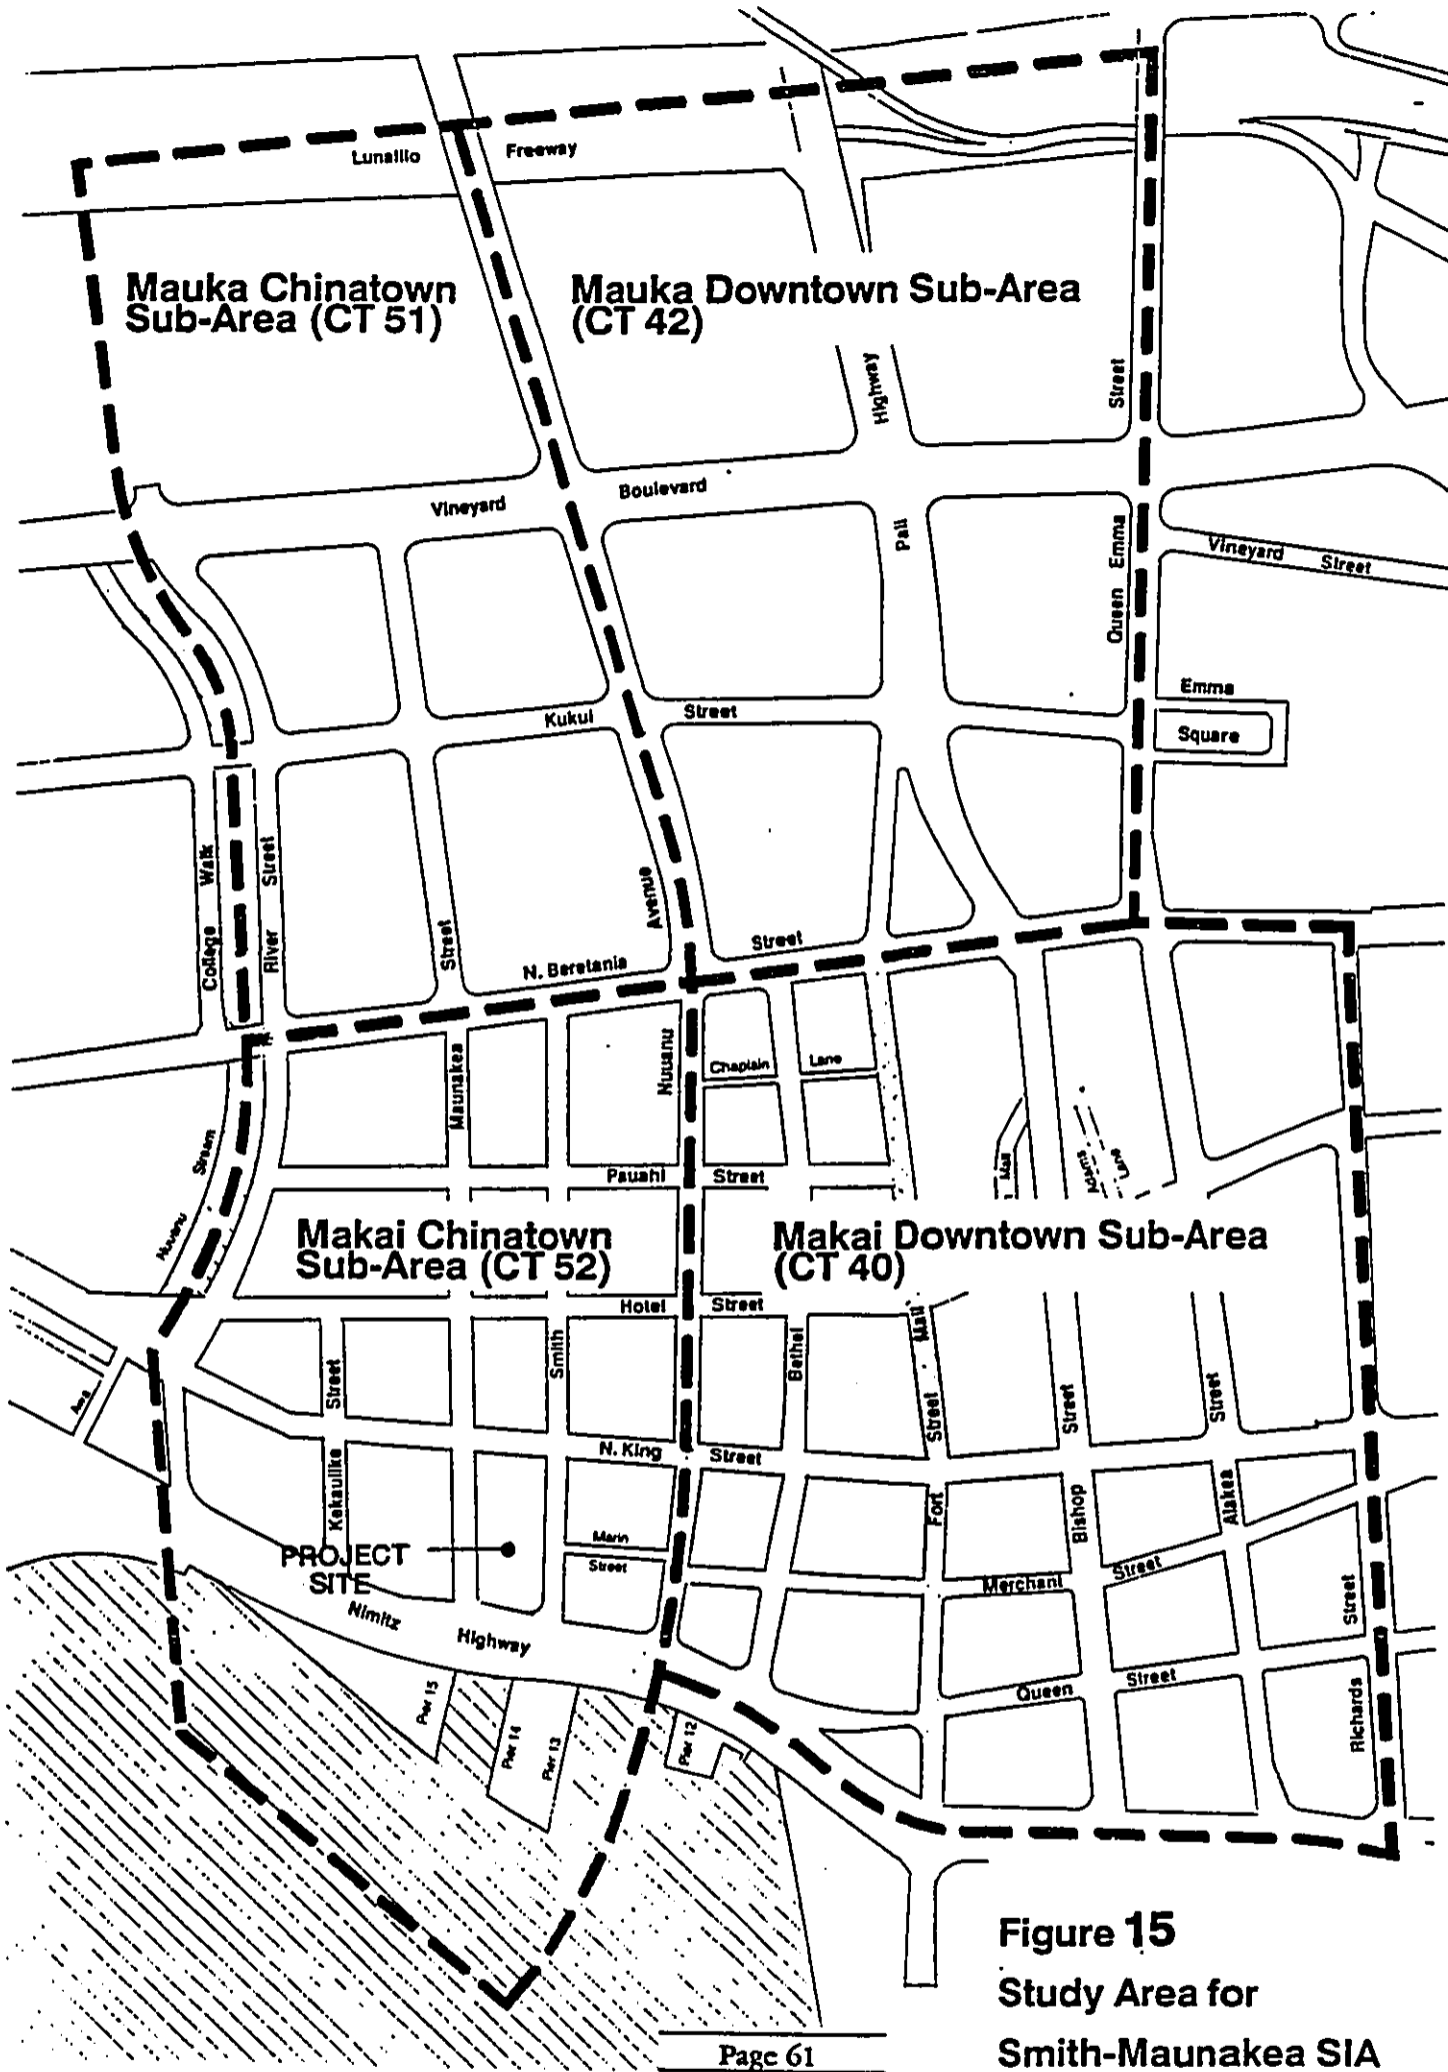 Lunalilo
Freeway
Mauka Chinatown
Sub-Area (CT 51)
Mauka Downtown Sub-Area
(CT 42)
Highway
Street
Vineyard
Boulevard
Pali
Queen Emma
Vineyard Street
Emma
Square
Kukui
Street
College Walk
River Street
Street
Avenue
N. Beretania
Street
Maunakea
Nuuanu
Chaplain Lane
Nuuanu Stream
Pauahi
Street
Mall
Adams
Lane
Makai Chinatown
Sub-Area (CT 52)
Makai Downtown Sub-Area
(CT 40)
Hotel
Street
Street
Smith
Bethel
Mall
Street
Street
Street
N. King
Street
Kekaulike
Fort
Bishop
Alakea
Marin
Street
PROJECT
SITE
Merchant
Street
Street
Nimitz
Highway
Queen
Street
Richards
Pier 15
Pier 14
Pier 13
Pier 12
Figure 15
Study Area for
Smith-Maunakea SIA
Page 61